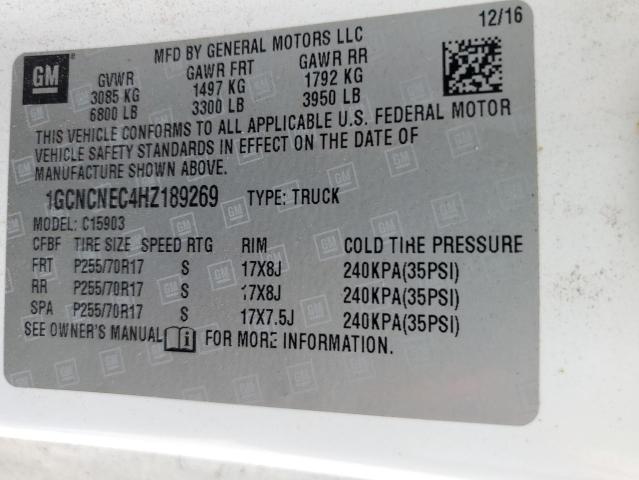 12/16
MFD BY GENERAL MOTORS LLC
GM
GVWR GAWR FRT GAWR RR
3085 KG 1497 KG 1792 KG
6800 LB 3300 LB 3950 LB
THIS VEHICLE CONFORMS TO ALL APPLICABLE U.S. FEDERAL MOTOR
VEHICLE SAFETY STANDARDS IN EFFECT ON THE DATE OF
MANUFACTURE SHOWN ABOVE.
1GCNCNEC4HZ189269 TYPE: TRUCK
MODEL: C15903
CFBF TIRE SIZE SPEED RTG RIM COLD TIRE PRESSURE
FRT P255/70R17 S 17X8J 240KPA(35PSI)
RR P255/70R17 S 17X8J 240KPA(35PSI)
SPA P255/70R17 S 17X7.5J 240KPA(35PSI)
SEE OWNER'S MANUAL FOR MORE INFORMATION.